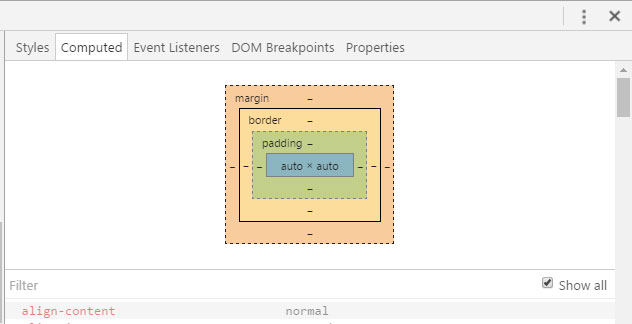 Styles Computed Event Listeners DOM Breakpoints Properties
margin –
border –
padding –
– – – auto × auto – – –
–
–
–
Filter Show all
align-content normal